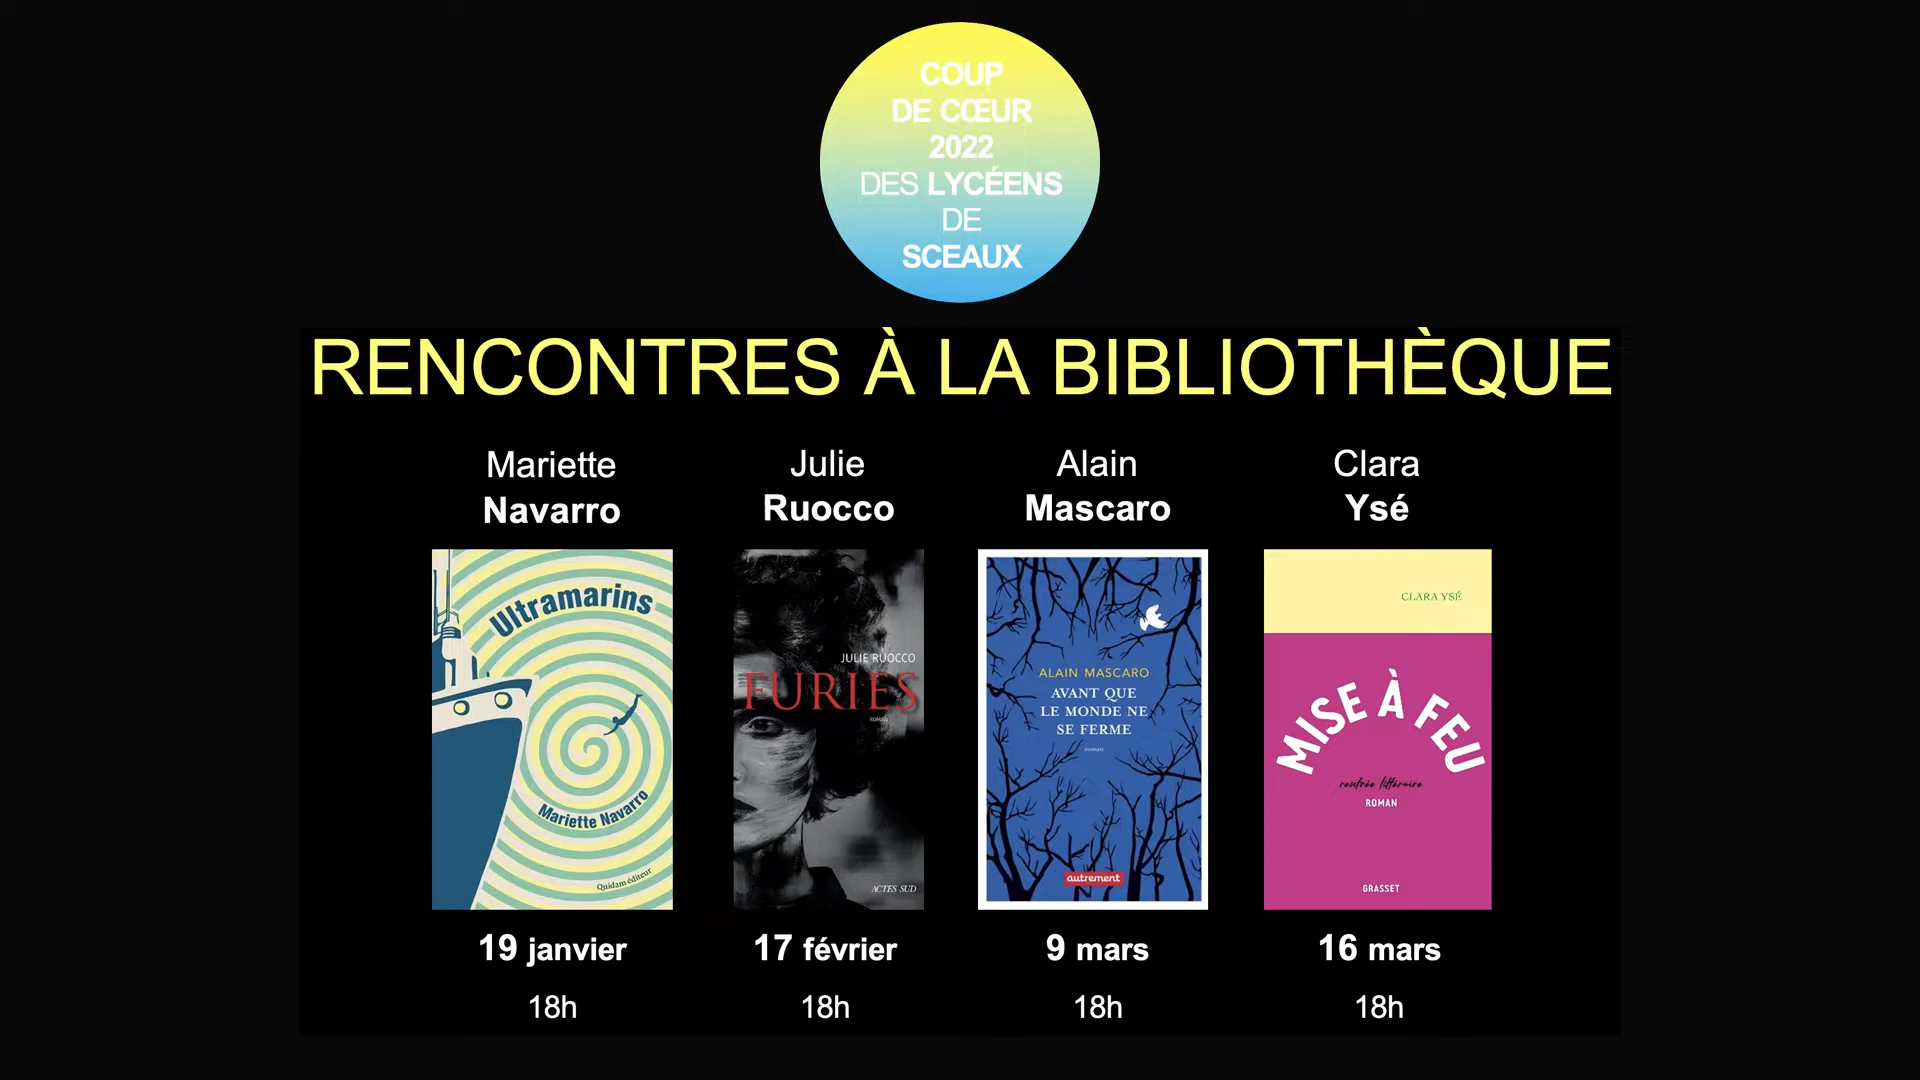 COUP
DE CŒUR
2022
DES LYCÉENS
DE
SCEAUX
RENCONTRES À LA BIBLIOTHÈQUE
Mariette
Navarro
Ultramarins
Mariette Navarro
Quidam éditeur
19 janvier
18h
Julie
Ruocco
JULIE RUOCCO
FURIES
ROMAN
ACTES SUD
17 février
18h
Alain
Mascaro
ALAIN MASCARO
AVANT QUE
LE MONDE NE
SE FERME
roman
autrement
9 mars
18h
Clara
Ysé
CLARA YSÉ
MISE À FEU
rentrée littéraire
ROMAN
GRASSET
16 mars
18h